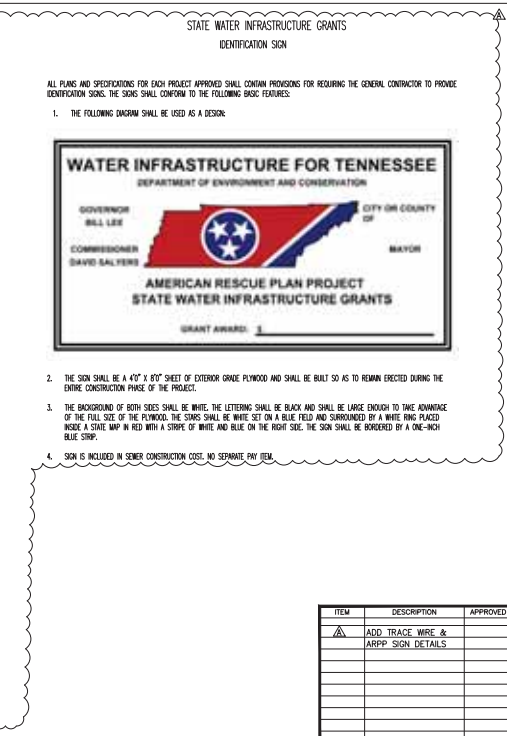 A
STATE WATER INFRASTRUCTURE GRANTS
IDENTIFICATION SIGN
ALL PLANS AND SPECIFICATIONS FOR EACH PROJECT APPROVED SHALL CONTAIN PROVISIONS FOR REQUIRING THE GENERAL CONTRACTOR TO PROVIDE
IDENTIFICATION SIGNS. THE SIGNS SHALL CONFORM TO THE FOLLOWING BASIC FEATURES:
1. THE FOLLOWING DIAGRAM SHALL BE USED AS A DESIGN:
WATER INFRASTRUCTURE FOR TENNESSEE
DEPARTMENT OF ENVIRONMENT AND CONSERVATION
GOVERNOR
BILL LEE
CITY OR COUNTY
OF
COMMISSIONER
DAVID SALYERS
MAYOR
AMERICAN RESCUE PLAN PROJECT
STATE WATER INFRASTRUCTURE GRANTS
GRANT AWARD: $
2. THE SIGN SHALL BE A 4'0" X 8'0" SHEET OF EXTERIOR GRADE PLYWOOD AND SHALL BE BUILT SO AS TO REMAIN ERECTED DURING THE
ENTIRE CONSTRUCTION PHASE OF THE PROJECT.
3. THE BACKGROUND OF BOTH SIDES SHALL BE WHITE. THE LETTERING SHALL BE BLACK AND SHALL BE LARGE ENOUGH TO TAKE ADVANTAGE
OF THE FULL SIZE OF THE PLYWOOD. THE STARS SHALL BE WHITE SET ON A BLUE FIELD AND SURROUNDED BY A WHITE RING PLACED
INSIDE A STATE MAP IN RED WITH A STRIPE OF WHITE AND BLUE ON THE RIGHT SIDE. THE SIGN SHALL BE BORDERED BY A ONE-INCH
BLUE STRIP.
4. SIGN IS INCLUDED IN SEWER CONSTRUCTION COST. NO SEPARATE PAY ITEM.
ITEM DESCRIPTION APPROVED
A ADD TRACE WIRE &
ARPP SIGN DETAILS